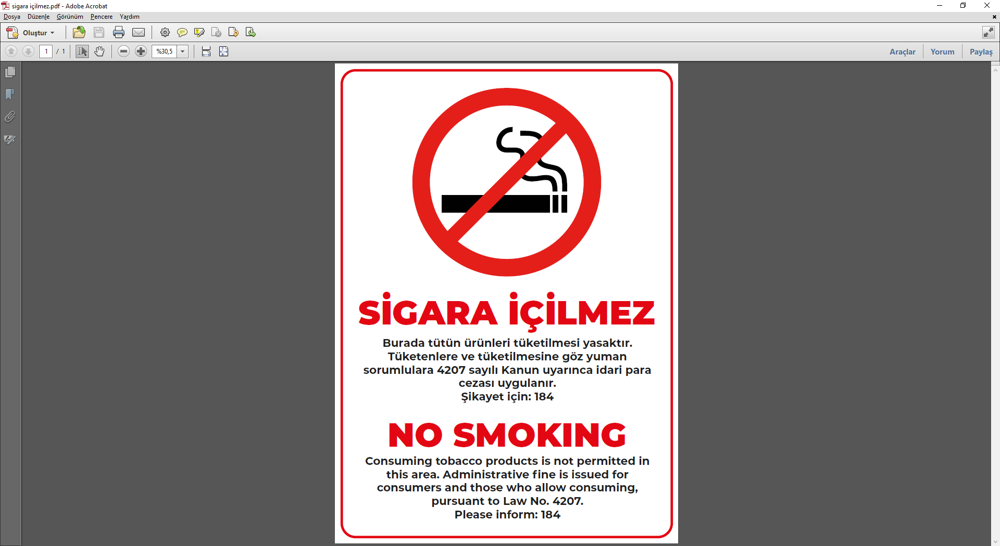 sigara içilmez.pdf - Adobe Acrobat
Dosya Düzenle Görünüm Pencere Yardım
Oluştur
1 / 1 %30,5 Araçlar Yorum Paylaş
SİGARA İÇİLMEZ
Burada tütün ürünleri tüketilmesi yasaktır.
Tüketenlere ve tüketilmesine göz yuman
sorumlulara 4207 sayılı Kanun uyarınca idari para
cezası uygulanır.
Şikayet için: 184
NO SMOKING
Consuming tobacco products is not permitted in
this area. Administrative fine is issued for
consumers and those who allow consuming,
pursuant to Law No. 4207.
Please inform: 184